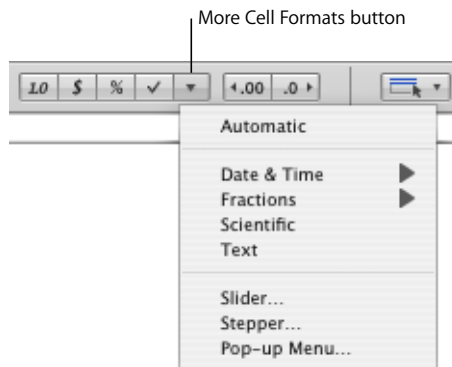 More Cell Formats button
1.0 $ % ✓ ▼ .00 .0
Automatic
Date & Time
Fractions
Scientific
Text
Slider...
Stepper...
Pop-up Menu...